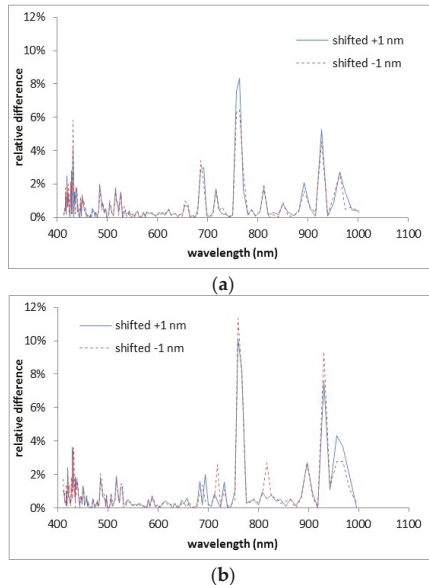 12%
10%
8%
6%
4%
2%
0%
relative difference
shifted +1 nm
shifted -1 nm
400 500 600 700 800 900 1000 1100
wavelength (nm)
(a)
12%
10%
8%
6%
4%
2%
0%
relative difference
shifted +1 nm
shifted -1 nm
400 500 600 700 800 900 1000 1100
wavelength (nm)
(b)